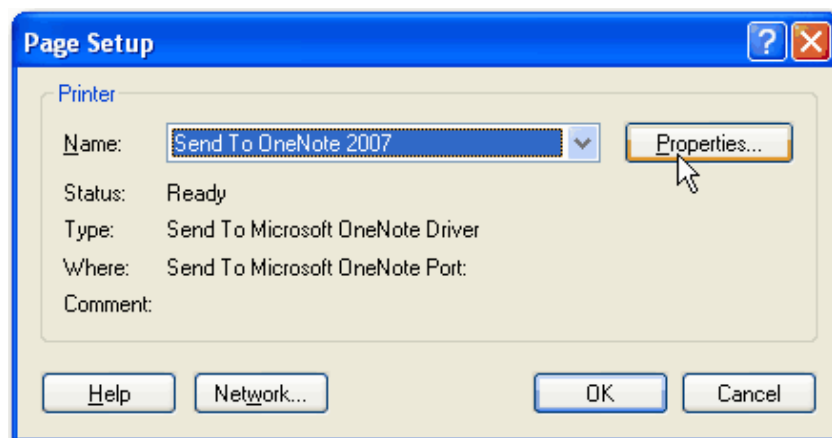 Page Setup
?
Printer
Name: Send To OneNote 2007 Properties...
Status: Ready
Type: Send To Microsoft OneNote Driver
Where: Send To Microsoft OneNote Port:
Comment:
Help Network... OK Cancel